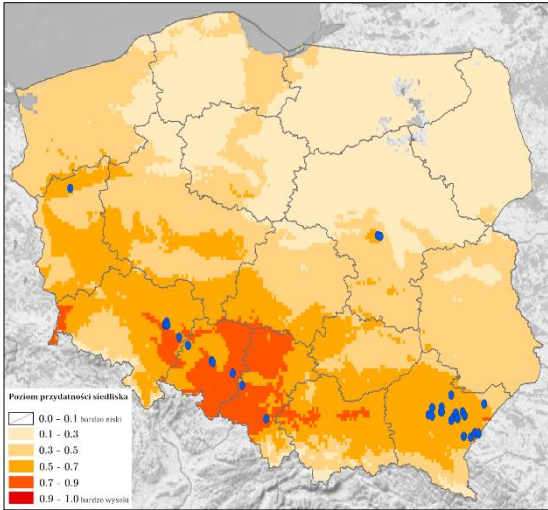 Poziom przydatności siedliska
0.0 - 0.1 bardzo niski
0.1 - 0.3
0.3 - 0.5
0.5 - 0.7
0.7 - 0.9
0.9 - 1.0 bardzo wysoki